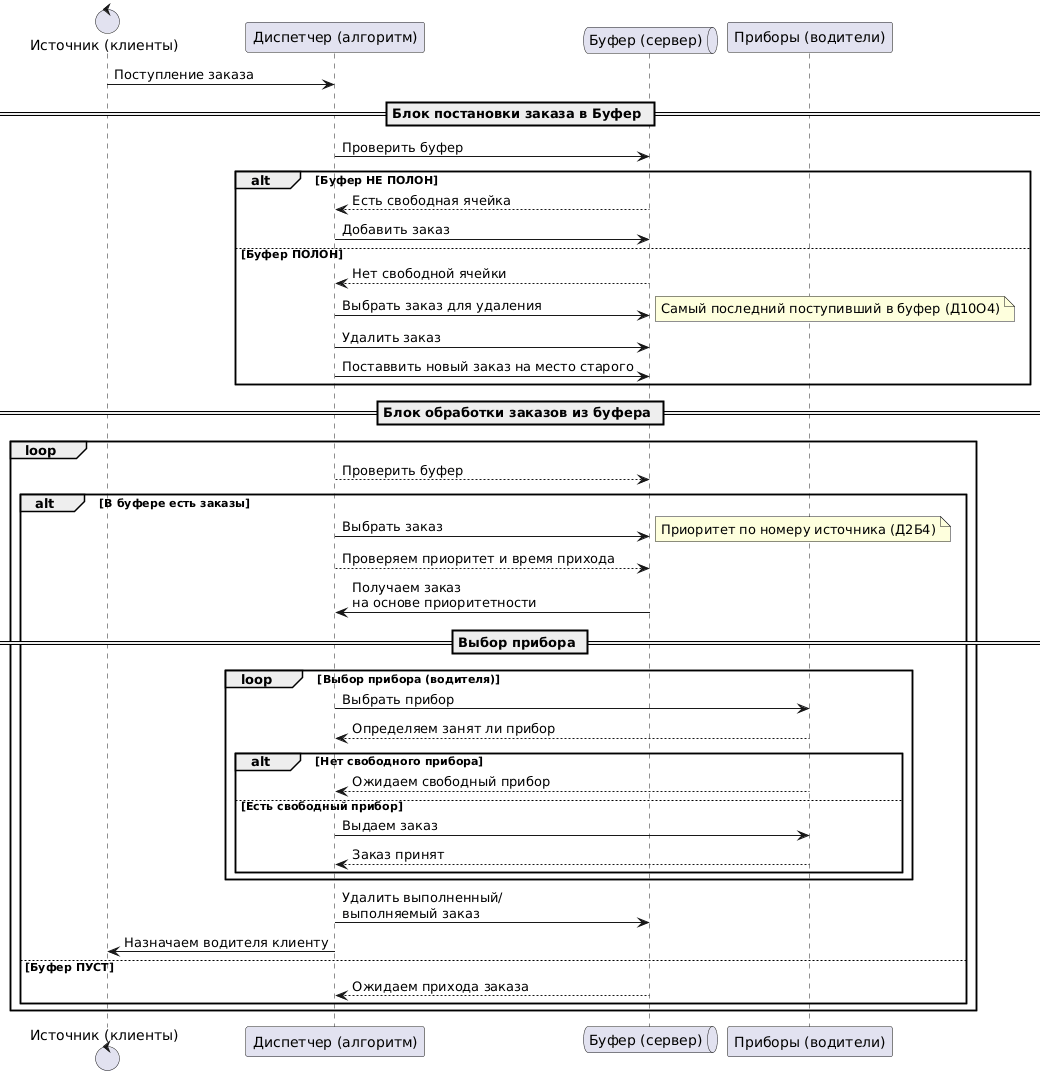 Источник (клиенты)
Диспетчер (алгоритм)
Буфер (сервер)
Приборы (водители)
Поступление заказа
Блок постановки заказа в Буфер
Проверить буфер
alt
[Буфер НЕ ПОЛОН]
Есть свободная ячейка
Добавить заказ
[Буфер ПОЛОН]
Нет свободной ячейки
Выбрать заказ для удаления
Самый последний поступивший в буфер (Д10О4)
Удалить заказ
Поставвить новый заказ на место старого
Блок обработки заказов из буфера
loop
Проверить буфер
alt
[В буфере есть заказы]
Выбрать заказ
Приоритет по номеру источника (Д2Б4)
Проверяем приоритет и время прихода
Получаем заказ
на основе приоритетности
Выбор прибора
loop
[Выбор прибора (водителя)]
Выбрать прибор
Определяем занят ли прибор
alt
[Нет свободного прибора]
Ожидаем свободный прибор
[Есть свободный прибор]
Выдаем заказ
Заказ принят
Удалить выполненный/
выполняемый заказ
Назначаем водителя клиенту
[Буфер ПУСТ]
Ожидаем прихода заказа
Источник (клиенты)
Диспетчер (алгоритм)
Буфер (сервер)
Приборы (водители)